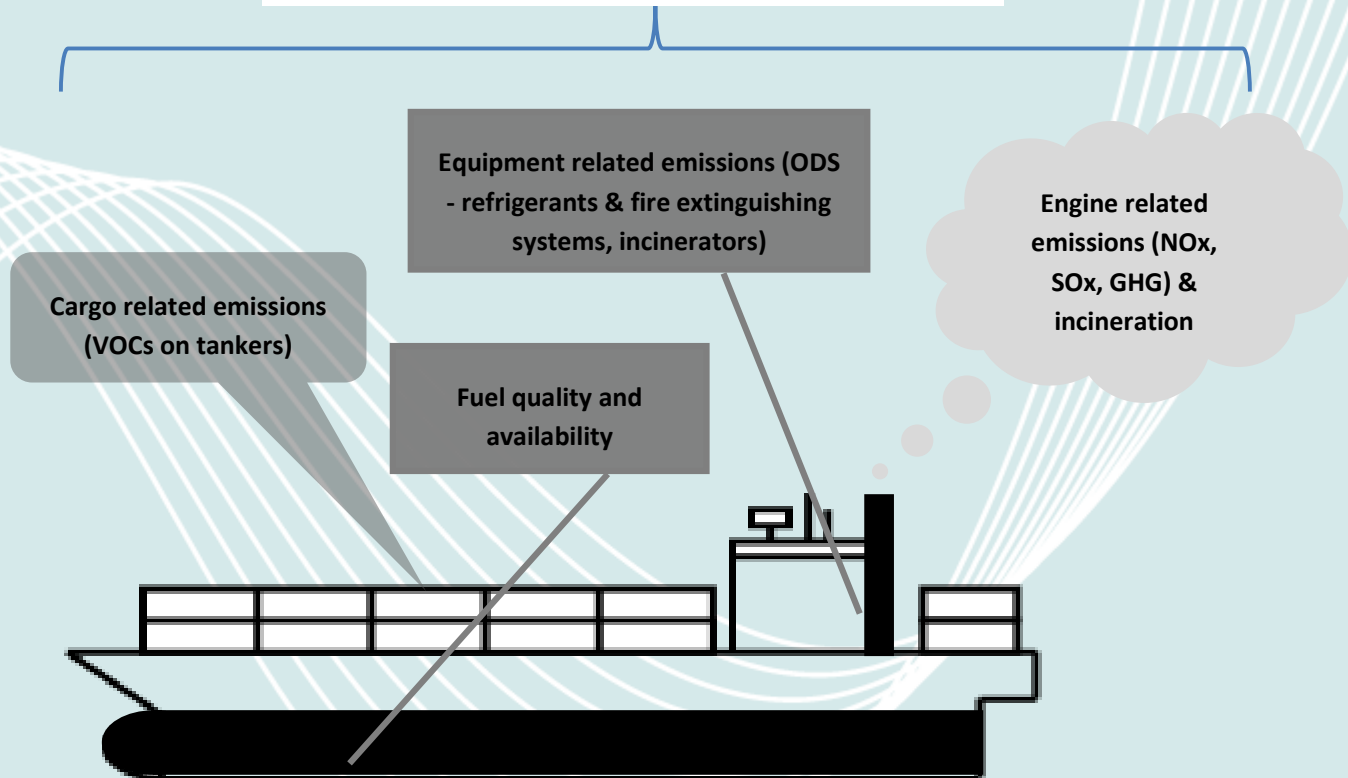 Equipment related emissions (ODS
- refrigerants & fire extinguishing
systems, incinerators)
Engine related
emissions (NOx,
SOx, GHG) &
incineration
Cargo related emissions
(VOCs on tankers)
Fuel quality and
availability